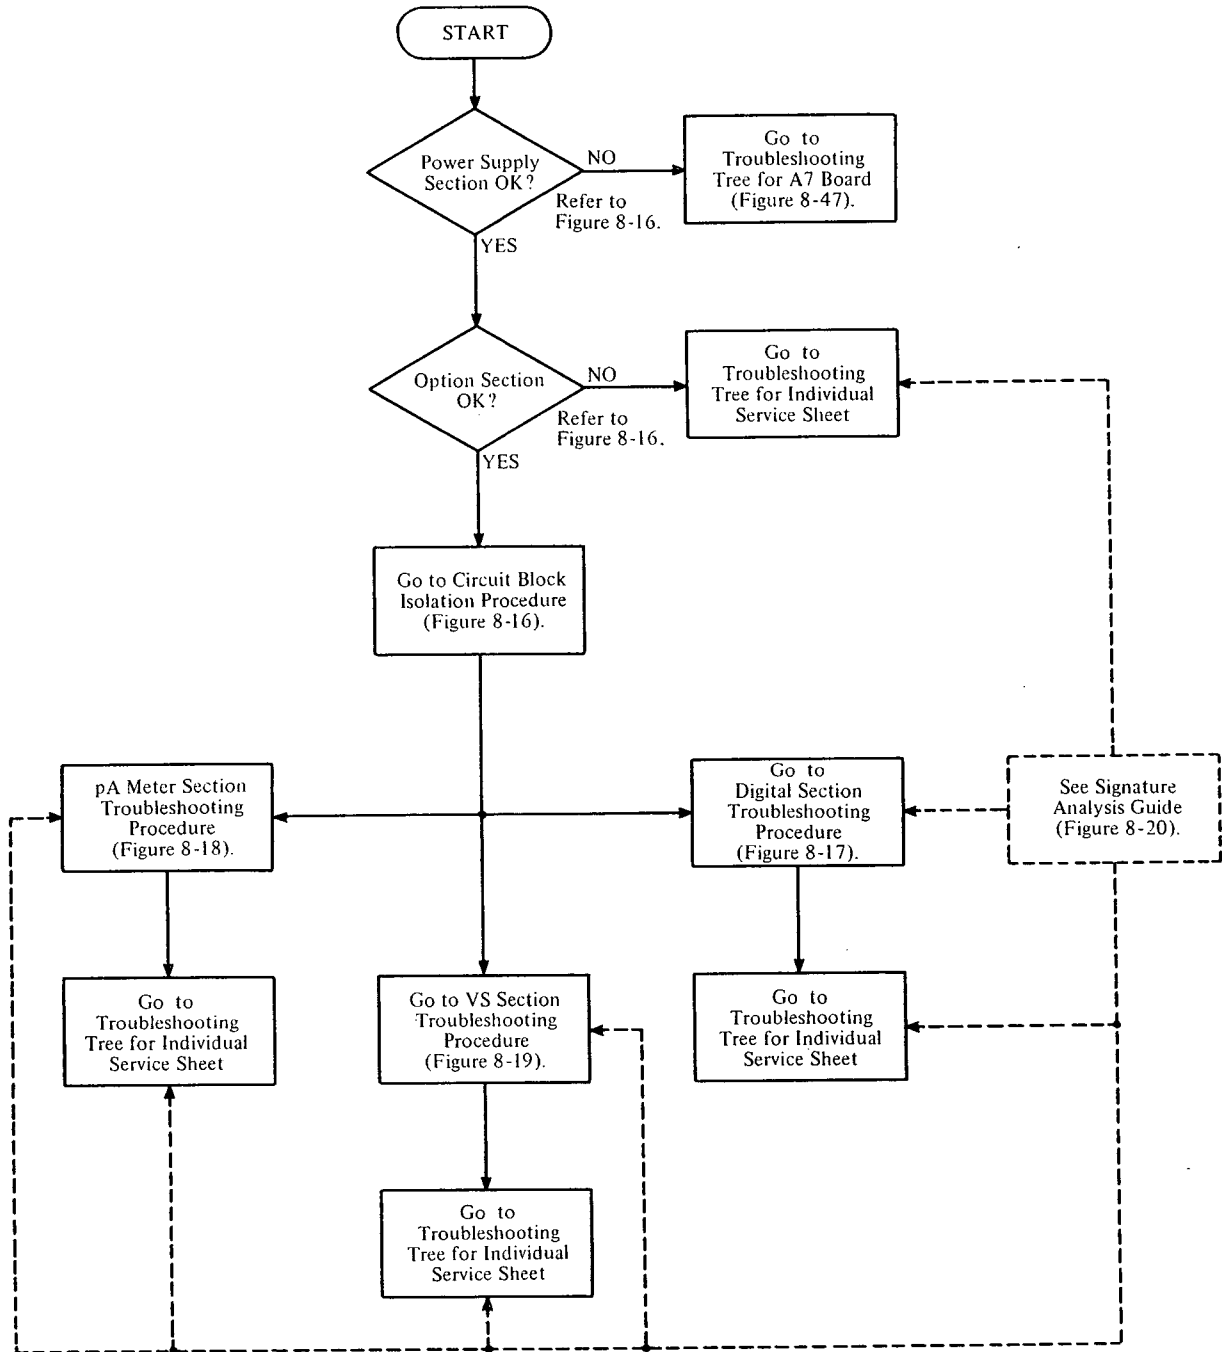 START
Power Supply
Section OK?
NO
Refer to
Figure 8-16.
YES
Go to
Troubleshooting
Tree for A7 Board
(Figure 8-47).
Option Section
OK?
NO
Refer to
Figure 8-16.
YES
Go to
Troubleshooting
Tree for Individual
Service Sheet
Go to Circuit Block
Isolation Procedure
(Figure 8-16).
pA Meter Section
Troubleshooting
Procedure
(Figure 8-18).
Go to
Digital Section
Troubleshooting
Procedure
(Figure 8-17).
See Signature
Analysis Guide
(Figure 8-20).
Go to
Troubleshooting
Tree for Individual
Service Sheet
Go to VS Section
Troubleshooting
Procedure
(Figure 8-19).
Go to
Troubleshooting
Tree for Individual
Service Sheet
Go to
Troubleshooting
Tree for Individual
Service Sheet